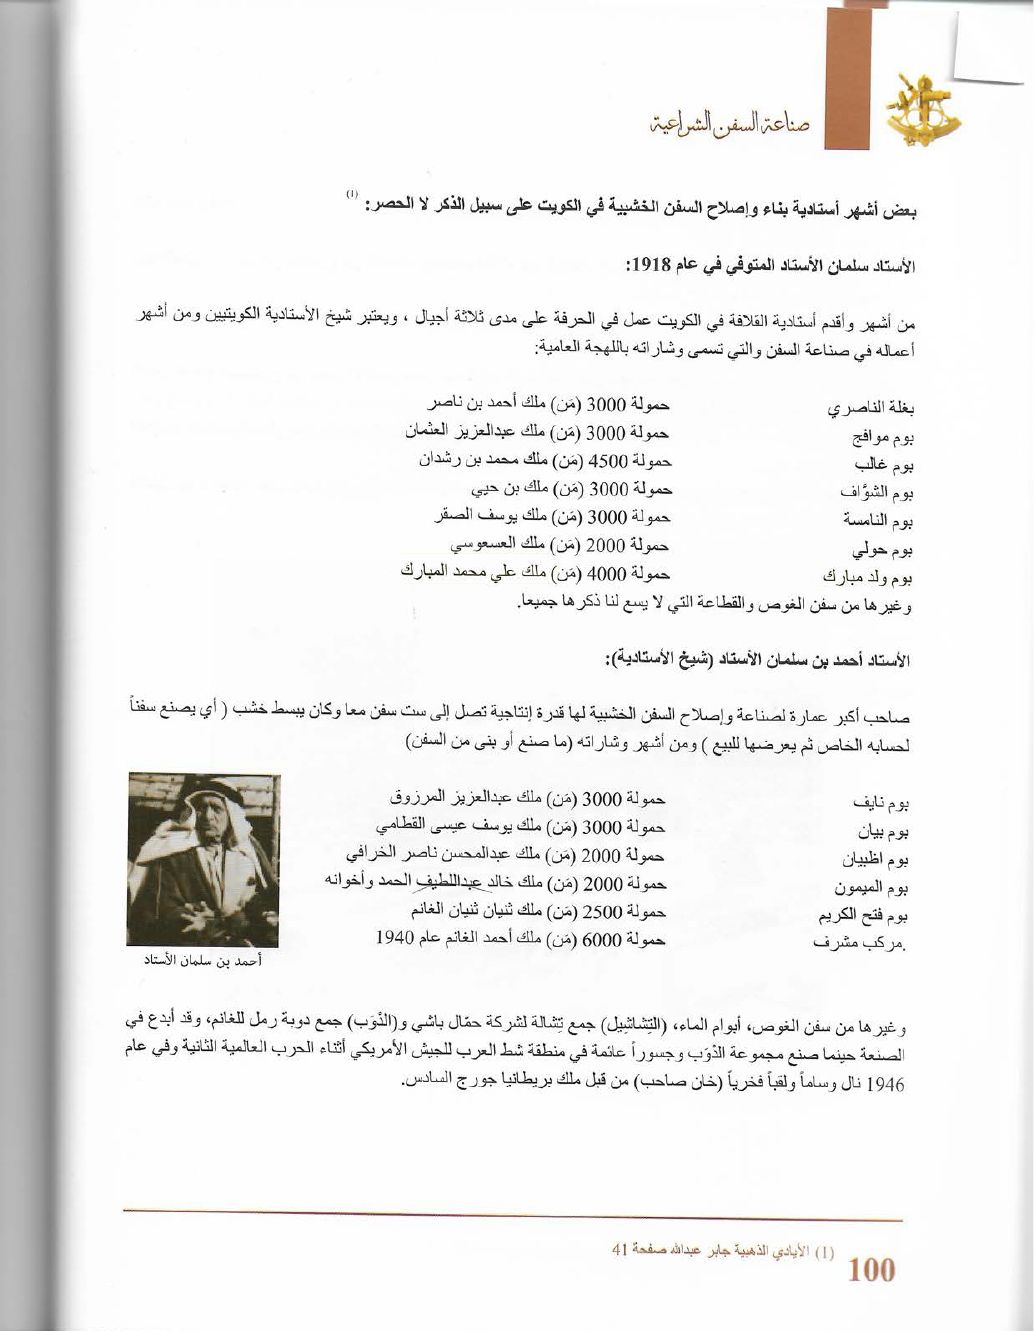 صناعة السفن الشراعية
بعض أشهر أستادية بناء وإصلاح السفن الخشبية في الكويت على سبيل الذكر لا الحصر: (1)
الأستاد سلمان الأستاد المتوفي في عام 1918:
من أشهر وأقدم أستادية القلافة في الكويت عمل في الحرفة على مدى ثلاثة أجيال ، ويعتبر شيخ الأستادية الكويتيين ومن أشهر
أعماله في صناعة السفن والتي تسمى وشاراته باللهجة العامية:
بغلة الناصري حمولة 3000 (مَن) ملك أحمد بن ناصر
بوم موافج حمولة 3000 (مَن) ملك عبدالعزيز العثمان
بوم غالب حمولة 4500 (مَن) ملك محمد بن رشدان
بوم الشوَّاف حمولة 3000 (مَن) ملك بن حيي
بوم النامسة حمولة 3000 (مَن) ملك يوسف الصقر
بوم حولي حمولة 2000 (مَن) ملك العسعوسي
بوم ولد مبارك حمولة 4000 (مَن) ملك علي محمد المبارك
وغيرها من سفن الغوص والقطاعة التي لا يسع لنا ذكرها جميعا.
الأستاد أحمد بن سلمان الأستاد (شيخ الأستادية):
صاحب أكبر عمارة لصناعة وإصلاح السفن الخشبية لها قدرة إنتاجية تصل إلى ست سفن معا وكان يبسط خشب ( أي يصنع سفناً
لحسابه الخاص ثم يعرضها للبيع ) ومن أشهر وشاراته (ما صنع أو بنى من السفن)
بوم نايف حمولة 3000 (مَن) ملك عبدالعزيز المرزوق
بوم بيان حمولة 3000 (مَن) ملك يوسف عيسى القطامي
بوم اظبيان حمولة 2000 (مَن) ملك عبدالمحسن ناصر الخرافي
بوم الميمون حمولة 2000 (مَن) ملك خالد عبداللطيف الحمد وأخوانه
بوم فتح الكريم حمولة 2500 (مَن) ملك ثنيان ثنيان الغانم
.مركب مشرف حمولة 6000 (مَن) ملك أحمد الغانم عام 1940
أحمد بن سلمان الأستاد
وغيرها من سفن الغوص، أبوام الماء، (التِشاشيل) جمع تِشالة لشركة حمّال باشي و(الدُوَب) جمع دوبة رمل للغانم، وقد أبدع في
الصنعة حينما صنع مجموعة الدُوَب وجسوراً عائمة في منطقة شط العرب للجيش الأمريكي أثناء الحرب العالمية الثانية وفي عام
1946 نال وساماً ولقباً فخرياً (خان صاحب) من قبل ملك بريطانيا جورج السادس.
(1) الأيادي الذهبية جابر عبدالله صفحة 41
100